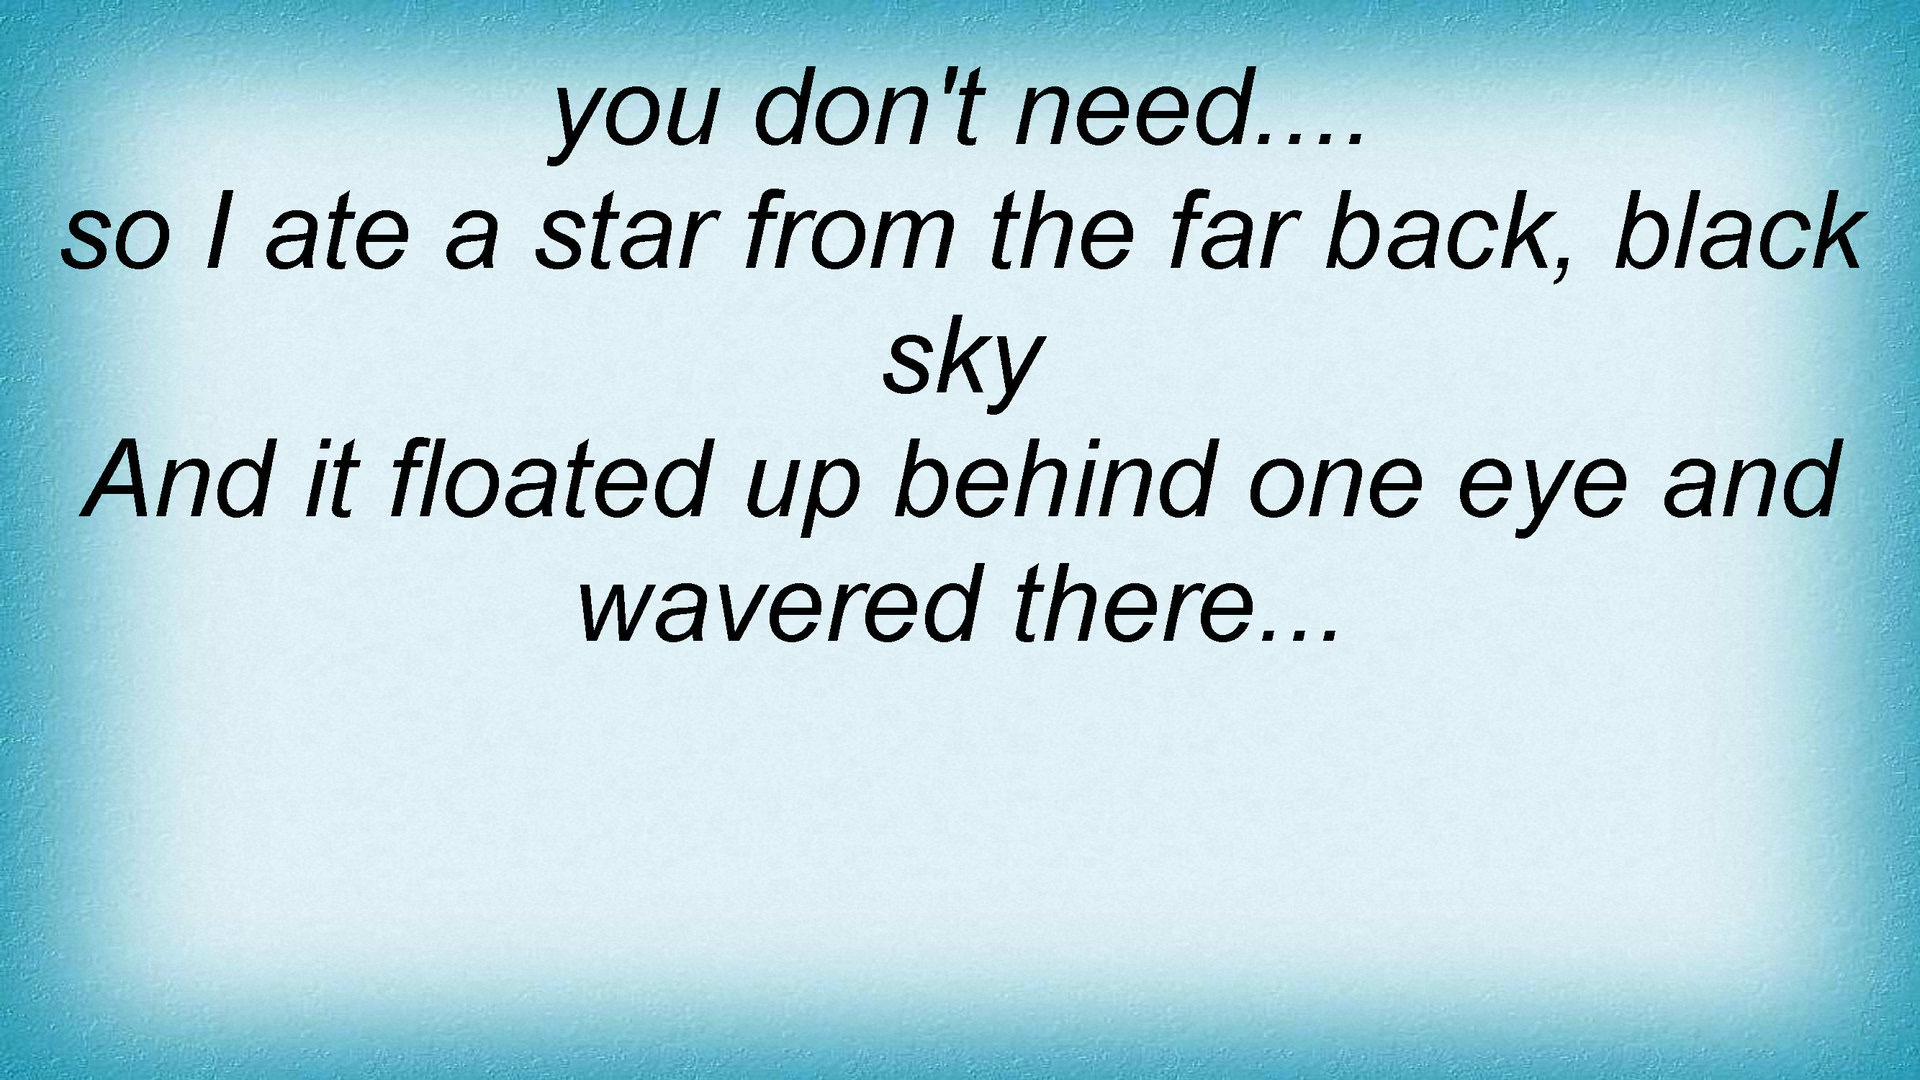 you don't need....
so I ate a star from the far back, black
sky
And it floated up behind one eye and
wavered there...